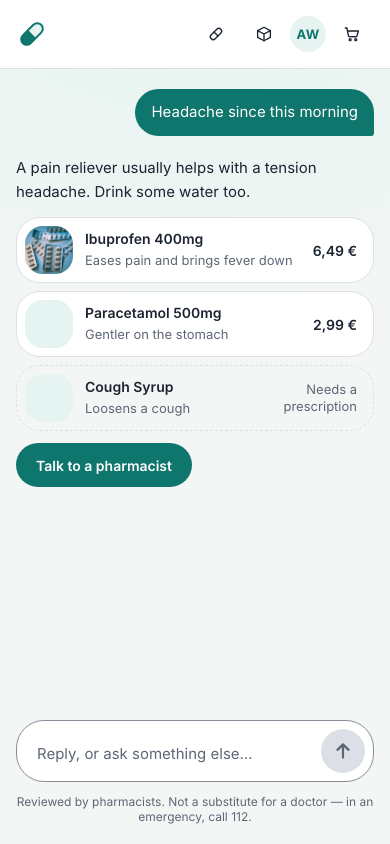 AW
Headache since this morning
A pain reliever usually helps with a tension
headache. Drink some water too.
Ibuprofen 400mg
Eases pain and brings fever down
6,49 €
Paracetamol 500mg
Gentler on the stomach
2,99 €
Cough Syrup
Loosens a cough
Needs a
prescription
Talk to a pharmacist
Reply, or ask something else...
Reviewed by pharmacists. Not a substitute for a doctor — in an
emergency, call 112.